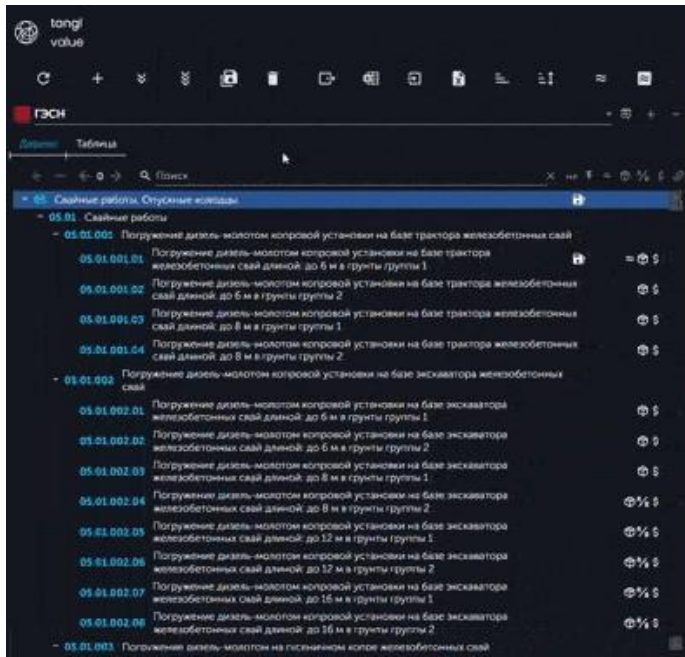 tangl
value
ГЭСН
Дерево Таблица
0 Поиск
05 Свайные работы. Опускные колодцы
05.01 Свайные работы
05.01.001 Погружение дизель-молотом копровой установки на базе трактора железобетонных свай
05.01.001.01 Погружение дизель-молотом копровой установки на базе трактора
железобетонных свай длиной: до 6 м в грунты группы 1
05.01.001.02 Погружение дизель-молотом копровой установки на базе трактора железобетонных
свай длиной: до 6 м в грунты группы 2
05.01.001.03 Погружение дизель-молотом копровой установки на базе трактора железобетонных
свай длиной: до 8 м в грунты группы 1
05.01.001.04 Погружение дизель-молотом копровой установки на базе трактора железобетонных
свай длиной: до 8 м в грунты группы 2
05.01.002 Погружение дизель-молотом копровой установки на базе экскаватора железобетонных
свай
05.01.002.01 Погружение дизель-молотом копровой установки на базе экскаватора
железобетонных свай длиной: до 6 м в грунты группы 1
05.01.002.02 Погружение дизель-молотом копровой установки на базе экскаватора
железобетонных свай длиной: до 6 м в грунты группы 2
05.01.002.03 Погружение дизель-молотом копровой установки на базе экскаватора
железобетонных свай длиной: до 8 м в грунты группы 1
05.01.002.04 Погружение дизель-молотом копровой установки на базе экскаватора
железобетонных свай длиной: до 8 м в грунты группы 2
05.01.002.05 Погружение дизель-молотом копровой установки на базе экскаватора
железобетонных свай длиной: до 12 м в грунты группы 1
05.01.002.06 Погружение дизель-молотом копровой установки на базе экскаватора
железобетонных свай длиной: до 12 м в грунты группы 2
05.01.002.07 Погружение дизель-молотом копровой установки на базе экскаватора
железобетонных свай длиной: до 16 м в грунты группы 1
05.01.002.08 Погружение дизель-молотом копровой установки на базе экскаватора
железобетонных свай длиной: до 16 м в грунты группы 2
05.01.003 Погружение дизель-молотом на гусеничном копре железобетонных свай